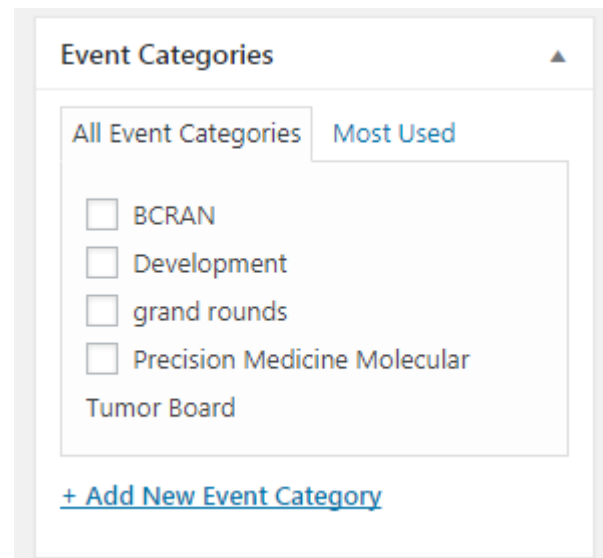 Event Categories
All Event Categories Most Used
BCRAN
Development
grand rounds
Precision Medicine Molecular
Tumor Board
+ Add New Event Category